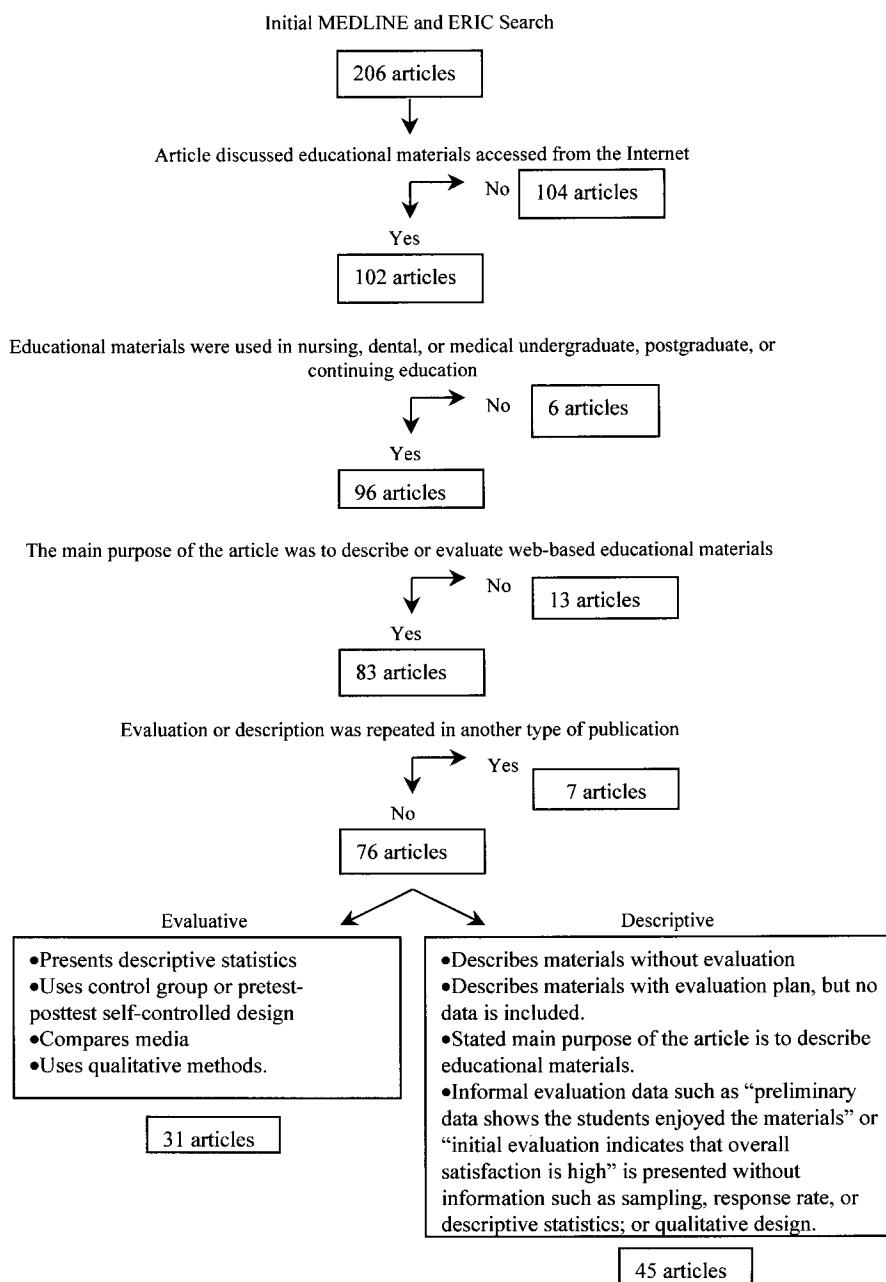 Initial MEDLINE and ERIC Search
206 articles
Article discussed educational materials accessed from the Internet
No
104 articles
Yes
102 articles
Educational materials were used in nursing, dental, or medical undergraduate, postgraduate, or
continuing education
No
6 articles
Yes
96 articles
The main purpose of the article was to describe or evaluate web-based educational materials
No
13 articles
Yes
83 articles
Evaluation or description was repeated in another type of publication
Yes
7 articles
No
76 articles
Evaluative
•Presents descriptive statistics
•Uses control group or pretest-
posttest self-controlled design
•Compares media
•Uses qualitative methods.
31 articles
Descriptive
•Describes materials without evaluation
•Describes materials with evaluation plan, but no
data is included.
•Stated main purpose of the article is to describe
educational materials.
•Informal evaluation data such as “preliminary
data shows the students enjoyed the materials” or
“initial evaluation indicates that overall
satisfaction is high” is presented without
information such as sampling, response rate, or
descriptive statistics; or qualitative design.
45 articles